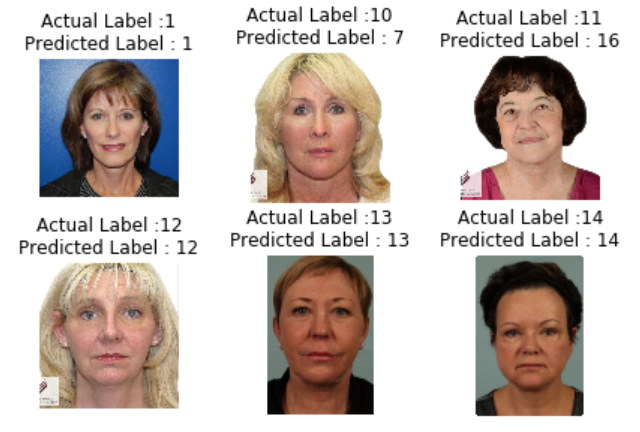 Actual Label :1
Predicted Label : 1
Actual Label :10
Predicted Label : 7
Actual Label :11
Predicted Label : 16
Actual Label :12
Predicted Label : 12
Actual Label :13
Predicted Label : 13
Actual Label :14
Predicted Label : 14